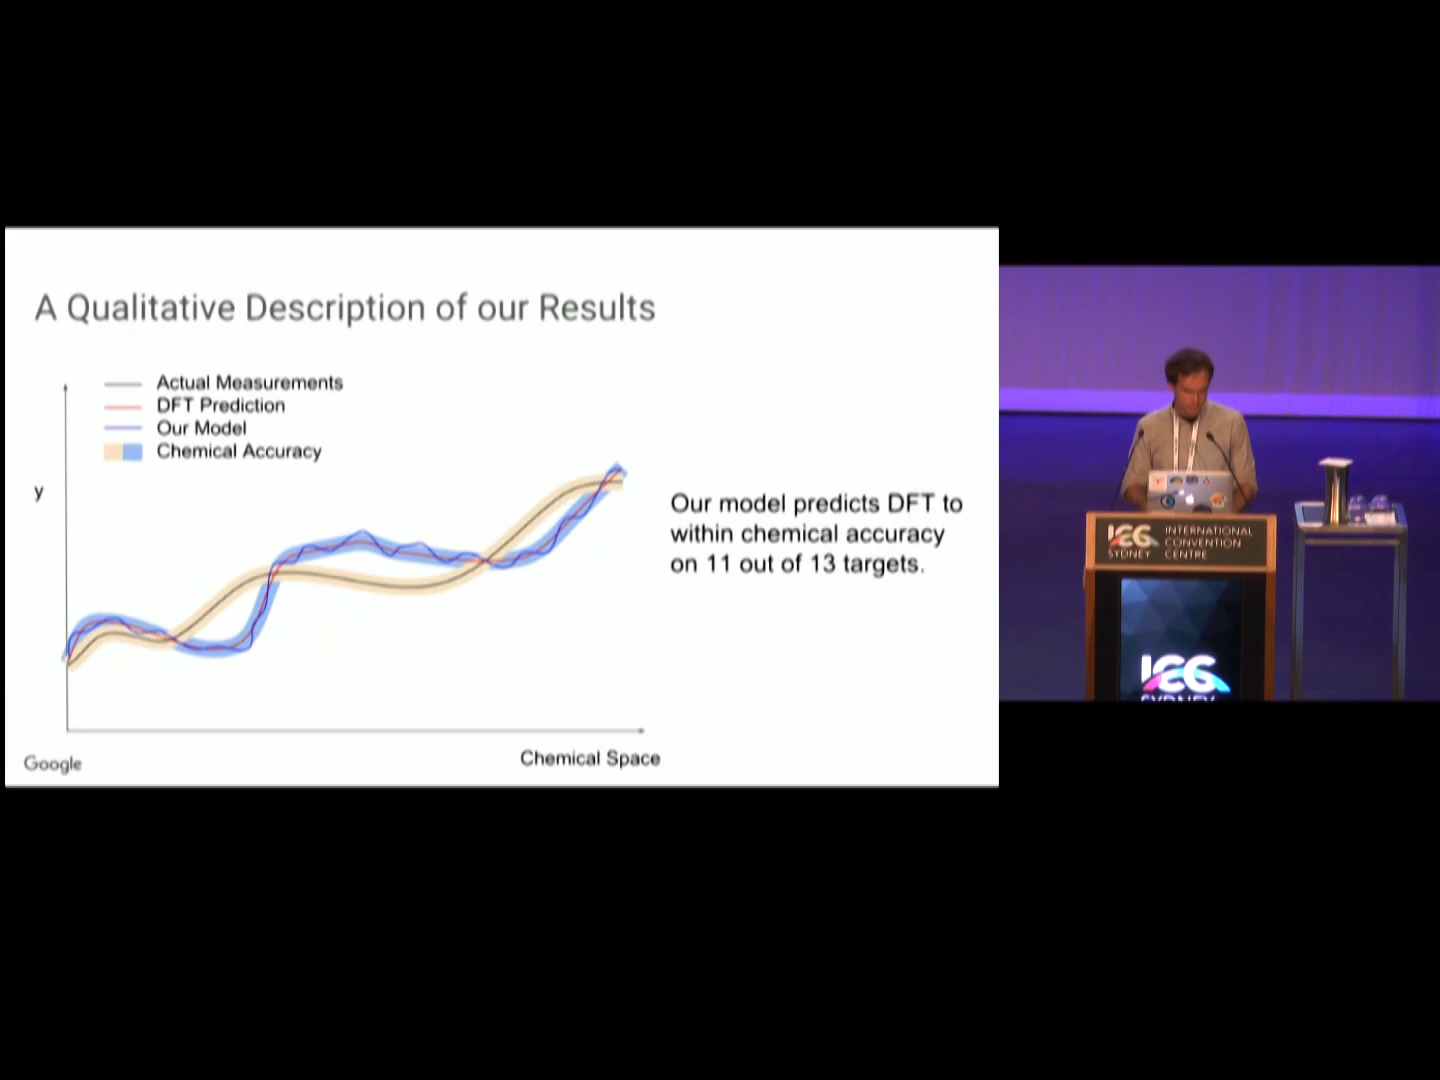 A Qualitative Description of our Results
Actual Measurements
DFT Prediction
Our Model
Chemical Accuracy
y
Our model predicts DFT to
within chemical accuracy
on 11 out of 13 targets.
Chemical Space
Google
ICC
SYDNEY
INTERNATIONAL
CONVENTION
CENTRE
ICC
SYDNEY